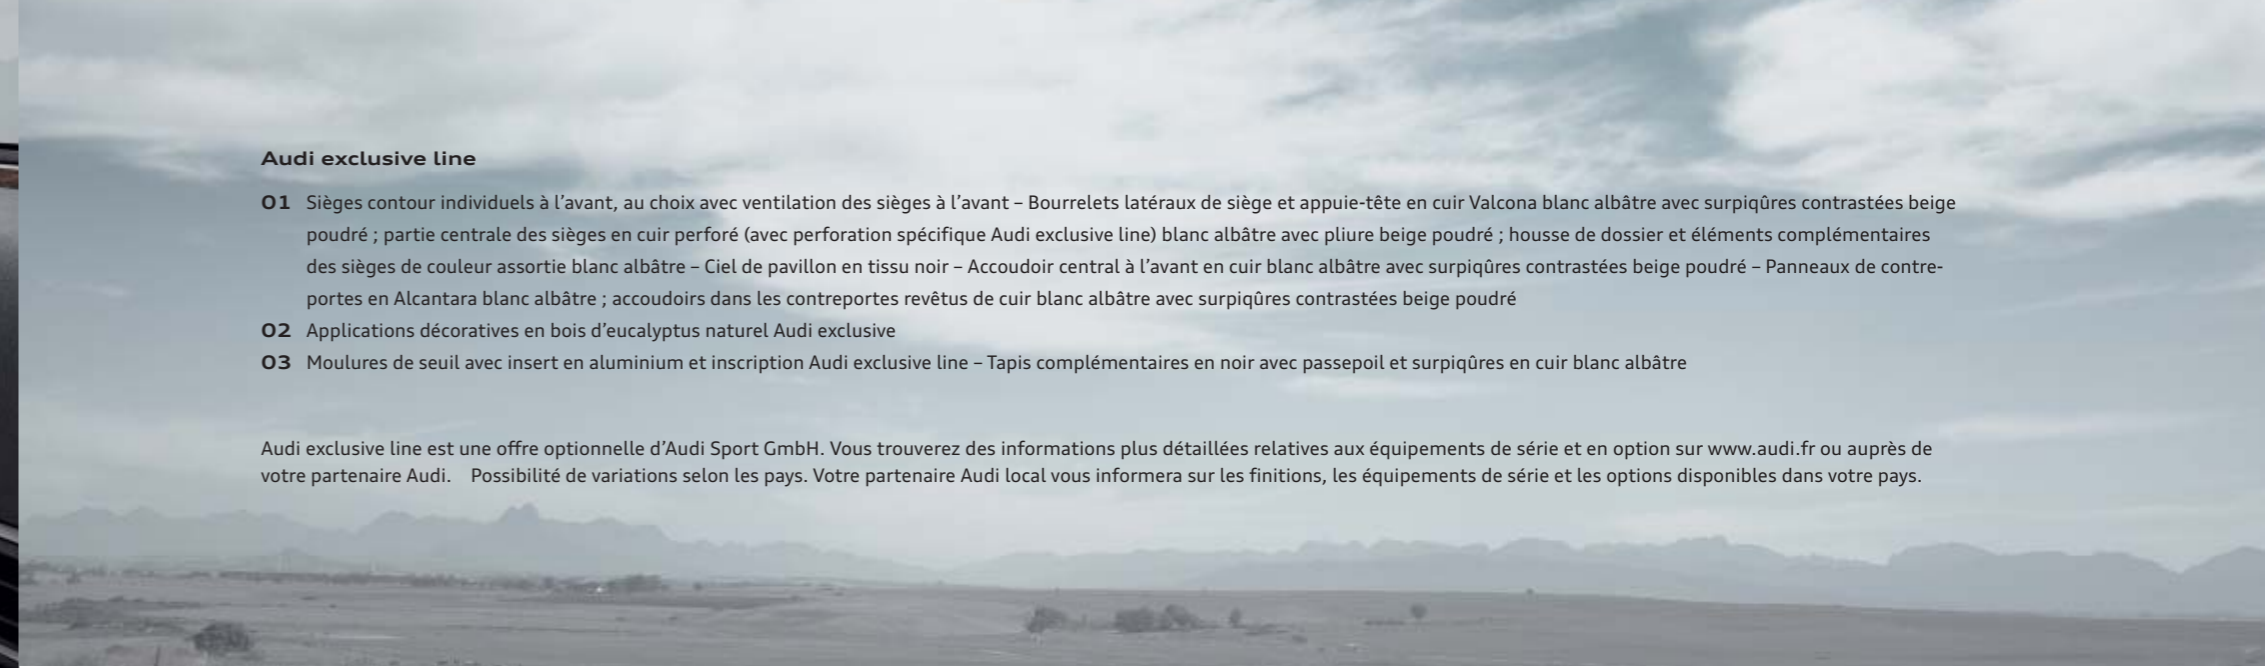 Audi exclusive line
01 Sièges contour individuels à l’avant, au choix avec ventilation des sièges à l’avant – Bourrelets latéraux de siège et appuie-tête en cuir Valcona blanc albâtre avec surpiqûres contrastées beige
poudré ; partie centrale des sièges en cuir perforé (avec perforation spécifique Audi exclusive line) blanc albâtre avec pliure beige poudré ; housse de dossier et éléments complémentaires
des sièges de couleur assortie blanc albâtre – Ciel de pavillon en tissu noir – Accoudoir central à l’avant en cuir blanc albâtre avec surpiqûres contrastées beige poudré – Panneaux de contre-
portes en Alcantara blanc albâtre ; accoudoirs dans les contreportes revêtus de cuir blanc albâtre avec surpiqûres contrastées beige poudré
02 Applications décoratives en bois d’eucalyptus naturel Audi exclusive
03 Moulures de seuil avec insert en aluminium et inscription Audi exclusive line – Tapis complémentaires en noir avec passepoil et surpiqûres en cuir blanc albâtre
Audi exclusive line est une offre optionnelle d’Audi Sport GmbH. Vous trouverez des informations plus détaillées relatives aux équipements de série et en option sur www.audi.fr ou auprès de
votre partenaire Audi. Possibilité de variations selon les pays. Votre partenaire Audi local vous informera sur les finitions, les équipements de série et les options disponibles dans votre pays.